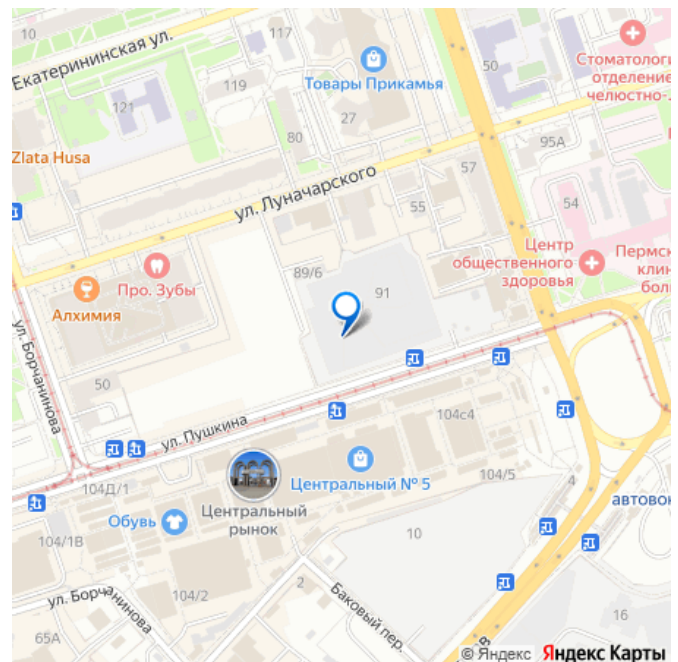 10
117
Екатерининская ул.
50
Стоматологи
отделение
челюстно-
Товары Прикамья
119
121
27
80
95А
Zlata Husa
57
ул. Луначарского
55
54
Центр
общественного
здоровья
Пермск
клин
боль
89/6
91
Про. Зубы
Алхимия
ул. Борчанинова
50
ул. Пушкина
104с4
Центральный № 5
104/5
4
104Д/1
Центральный
рынок
Обувь
автовок
104/1В
10
104/2
2
Баковый пер.
ул. Борчанинова
16
65А
© Яндекс Яндекс Карты